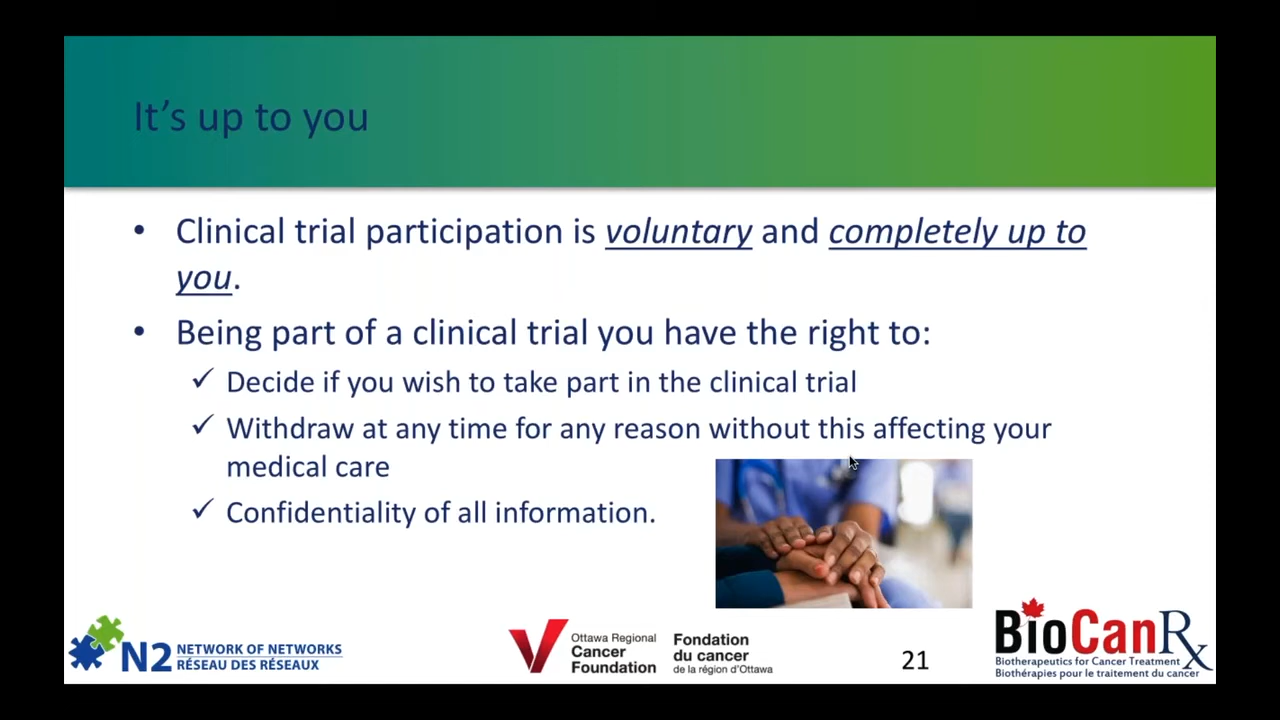 It's up to you
• Clinical trial participation is voluntary and completely up to
you.
• Being part of a clinical trial you have the right to:
✓ Decide if you wish to take part in the clinical trial
✓ Withdraw at any time for any reason without this affecting your
medical care
✓ Confidentiality of all information.
N2 NETWORK OF NETWORKS
RÉSEAU DES RÉSEAUX
Ottawa Regional
Cancer
Foundation
Fondation
du cancer
de la région d'Ottawa
21
BioCanRx
Biotherapeutics for Cancer Treatment
Biothérapies pour le traitement du cancer